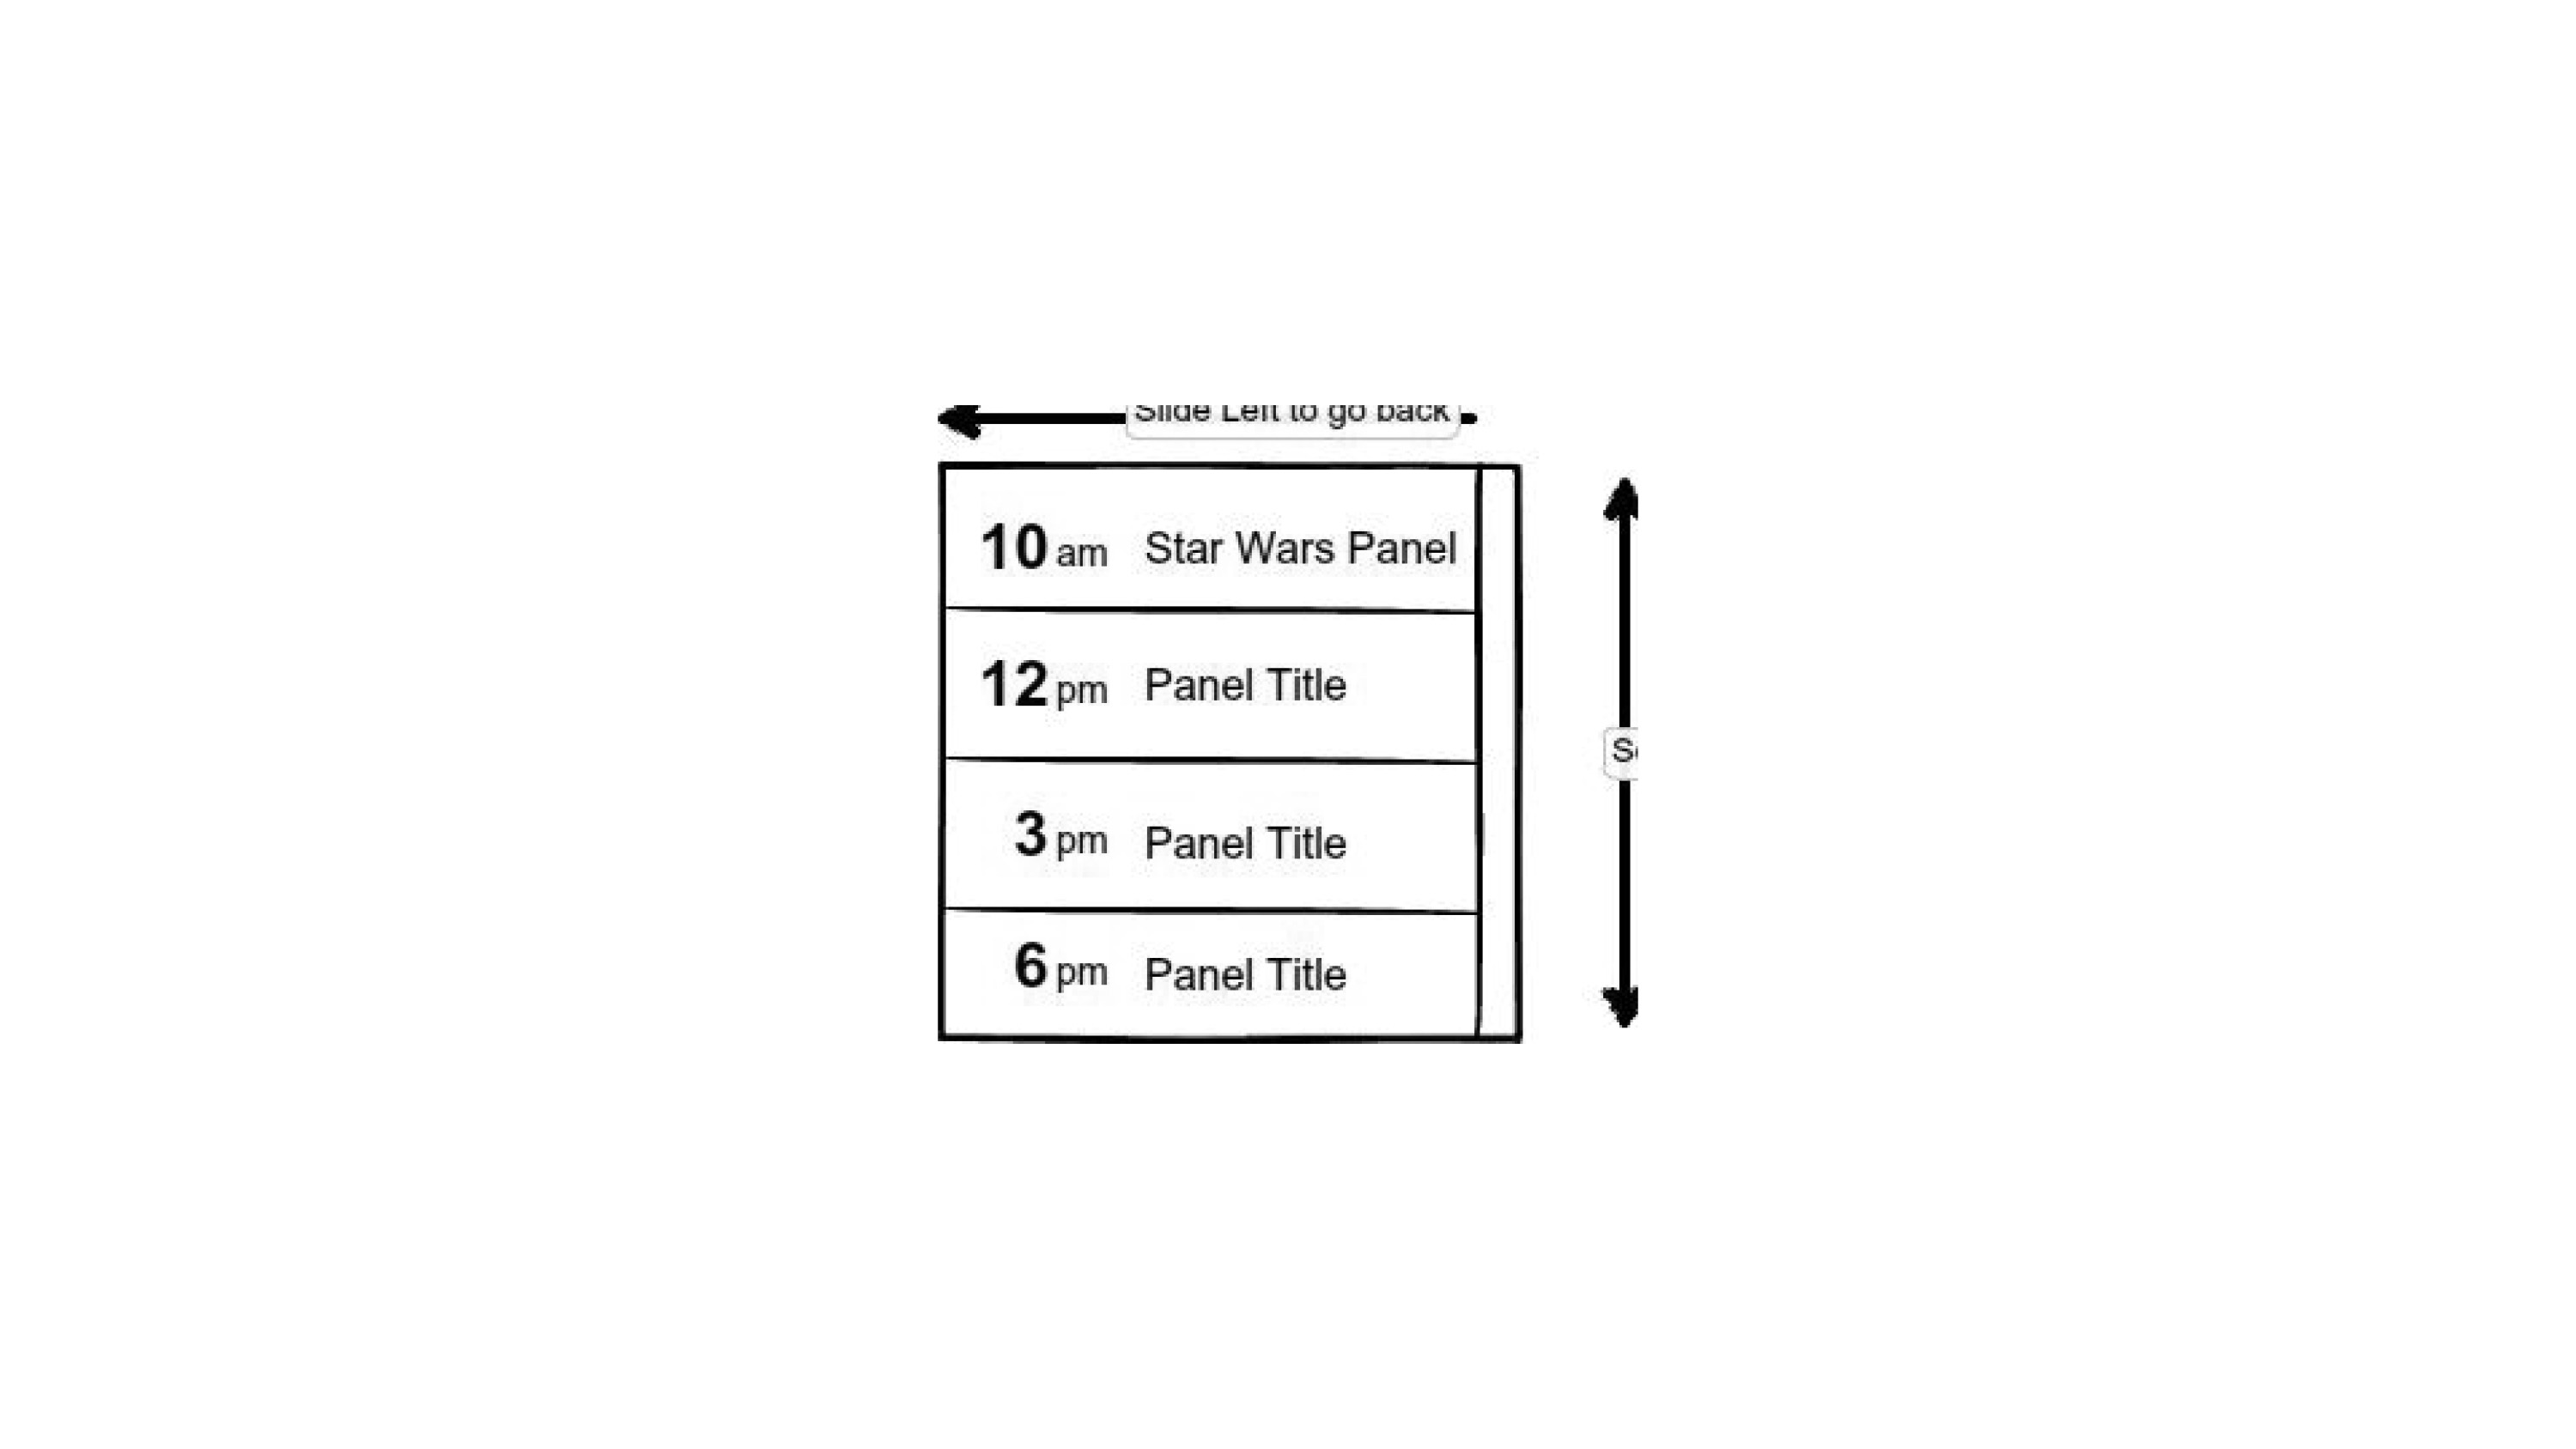 Slide Left to go back
10 am Star Wars Panel
12 pm Panel Title
3 pm Panel Title
6 pm Panel Title